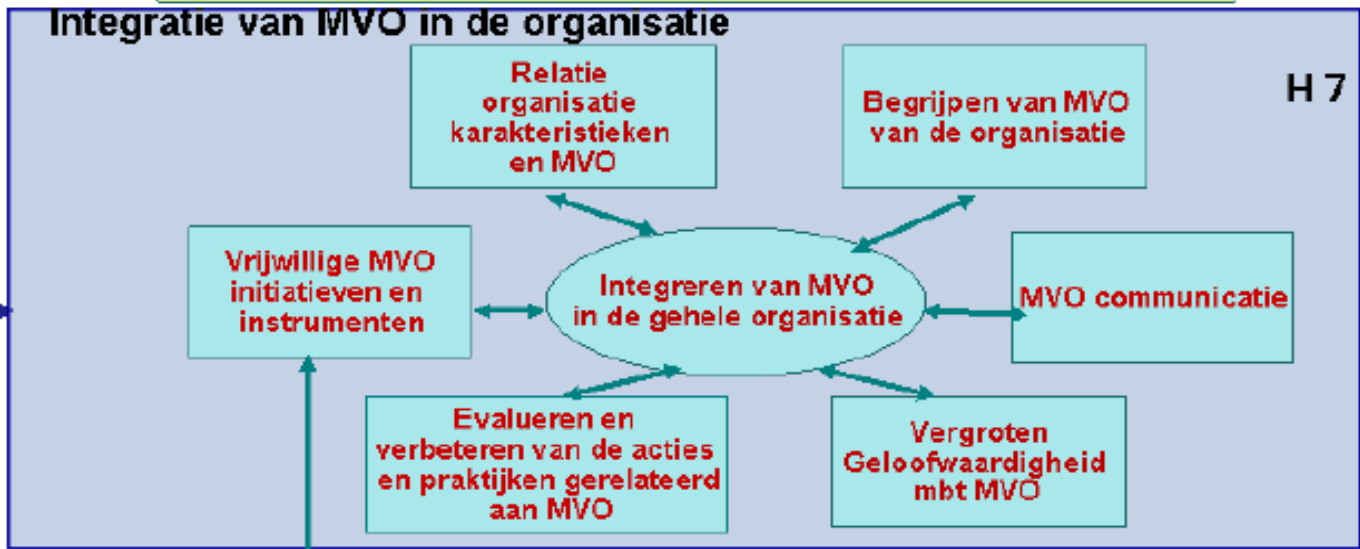 Integratie van MVO in de organisatie
H 7
Relatie
organisatie
karakteristieken
en MVO
Begrijpen van MVO
van de organisatie
Vrijwillige MVO
initiatieven en
instrumenten
Integreren van MVO
in de gehele organisatie
MVO communicatie
Evalueren en
verbeteren van de acties
en praktijken gerelateerd
aan MVO
Vergroten
Geloofwaardigheid
mbt MVO